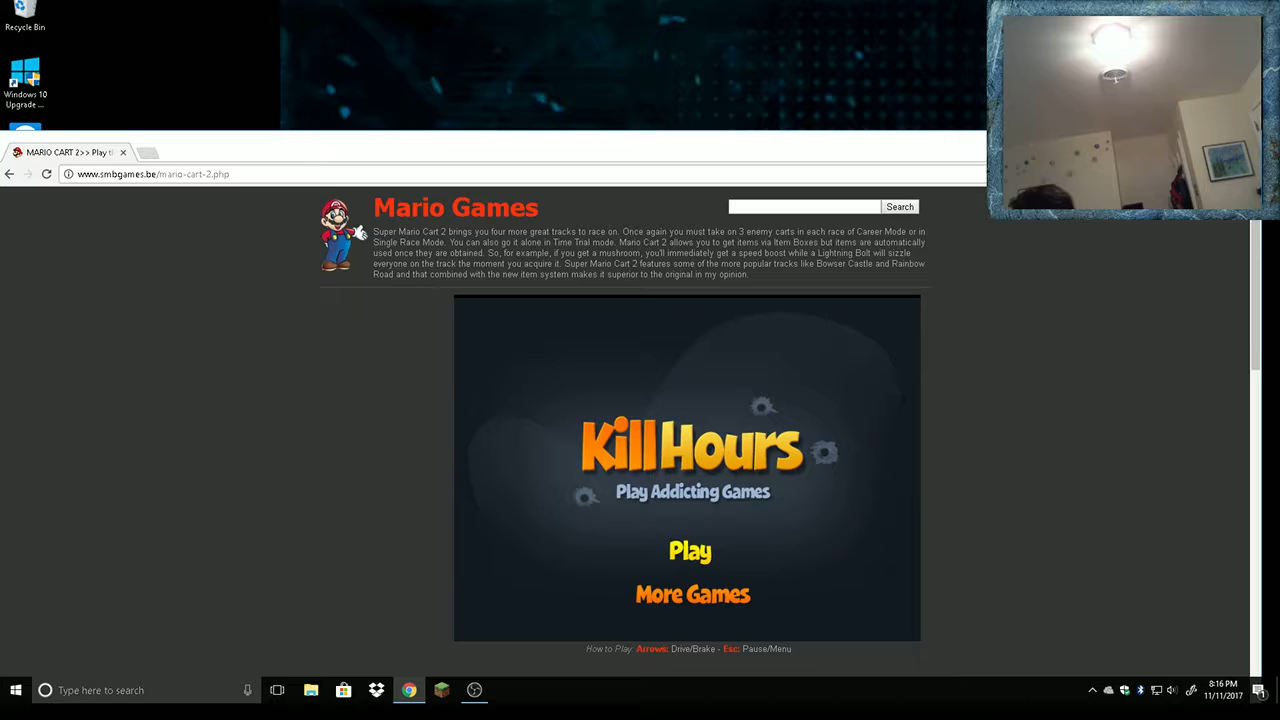 Recycle Bin
Windows 10
Upgrade ...
MARIO CART 2>> Play t
www.smbgames.be/mario-cart-2.php
Mario Games
Search
Super Mario Cart 2 brings you four more great tracks to race on. Once again you must take on 3 enemy carts in each race of Career Mode or in
Single Race Mode. You can also go it alone in Time Trial mode. Mario Cart 2 allows you to get items via Item Boxes but items are automatically
used once they are obtained. So, for example, if you get a mushroom, you'll immediately get a speed boost while a Lightning Bolt will sizzle
everyone on the track the moment you acquire it. Super Mario Cart 2 features some of the more popular tracks like Bowser Castle and Rainbow
Road and that combined with the new item system makes it superior to the original in my opinion.
KillHours
Play Addicting Games
Play
More Games
How to Play: Arrows: Drive/Brake - Esc: Pause/Menu
Type here to search
8:16 PM
11/11/2017